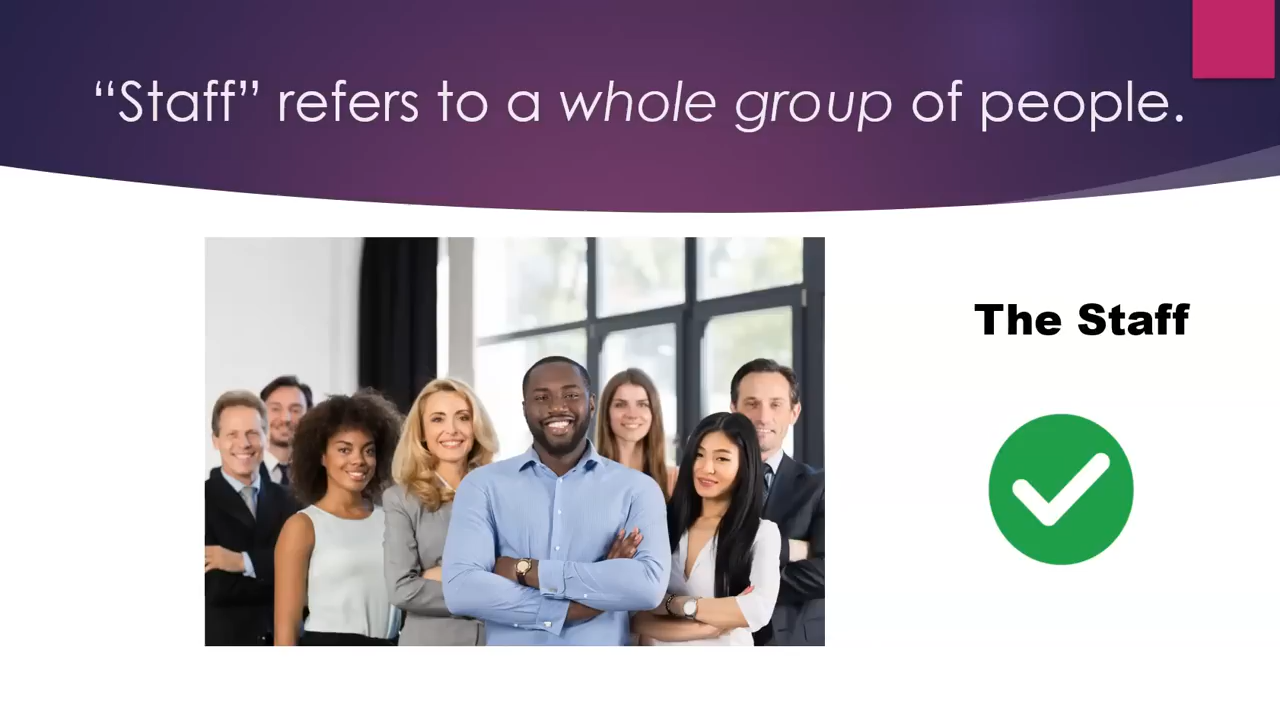 “Staff” refers to a whole group of people.
The Staff